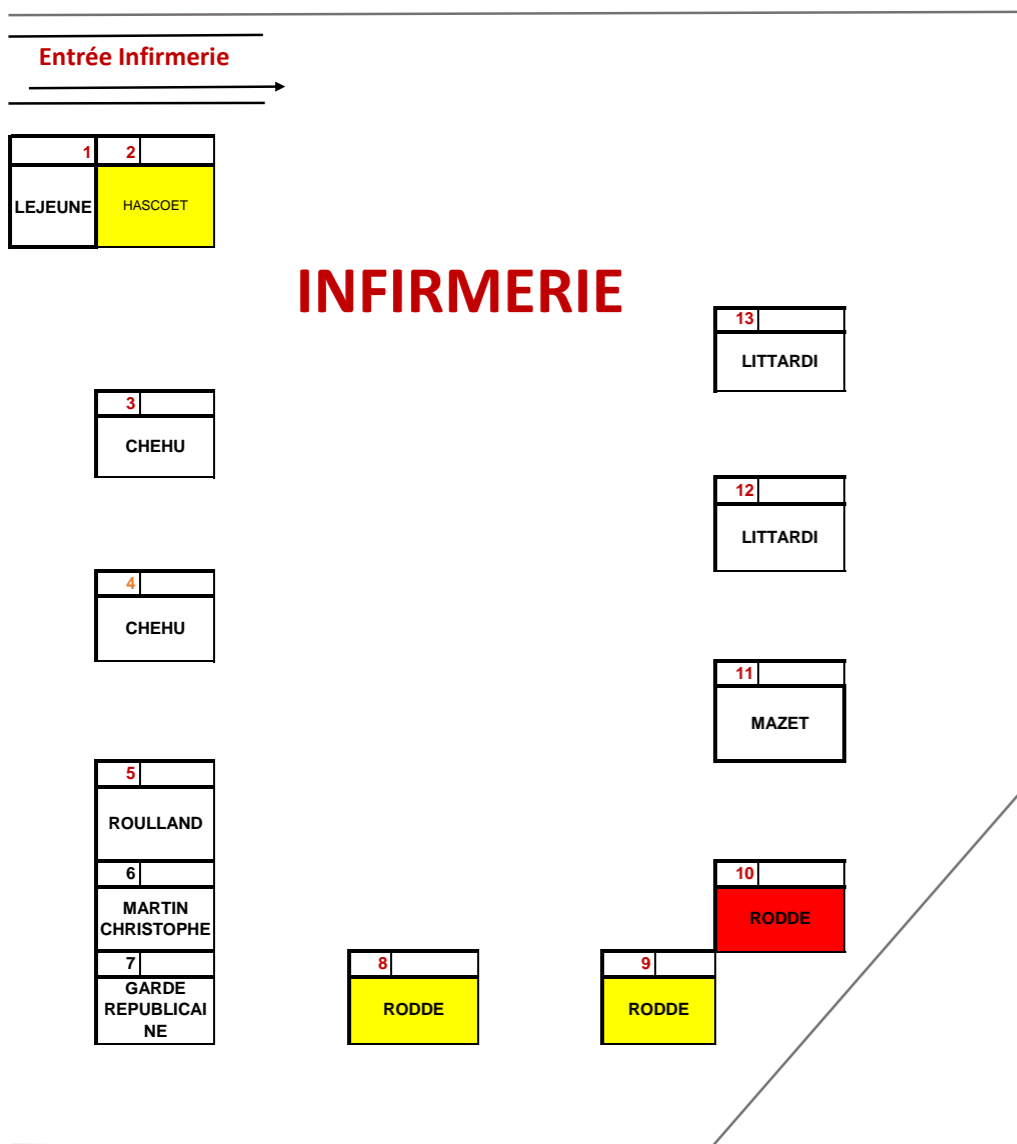 Entrée Infirmerie
1 2
LEJEUNE HASCOET
INFIRMERIE
13
LITTARDI
3
CHEHU
12
LITTARDI
4
CHEHU
11
MAZET
5
ROULLAND
6
MARTIN
CHRISTOPHE
10
RODDE
7
GARDE
REPUBLICAI
NE
8
RODDE
9
RODDE